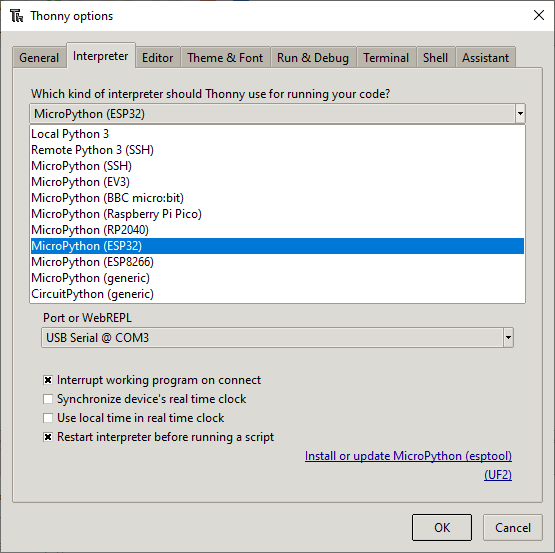 Thonny options
General Interpreter Editor Theme & Font Run & Debug Terminal Shell Assistant
Which kind of interpreter should Thonny use for running your code?
MicroPython (ESP32)
Local Python 3
Remote Python 3 (SSH)
MicroPython (SSH)
MicroPython (EV3)
MicroPython (BBC micro:bit)
MicroPython (Raspberry Pi Pico)
MicroPython (RP2040)
MicroPython (ESP32)
MicroPython (ESP8266)
MicroPython (generic)
CircuitPython (generic)
Port or WebREPL
USB Serial @ COM3
Interrupt working program on connect
Synchronize device's real time clock
Use local time in real time clock
Restart interpreter before running a script
Install or update MicroPython (esptool)
(UF2)
OK Cancel